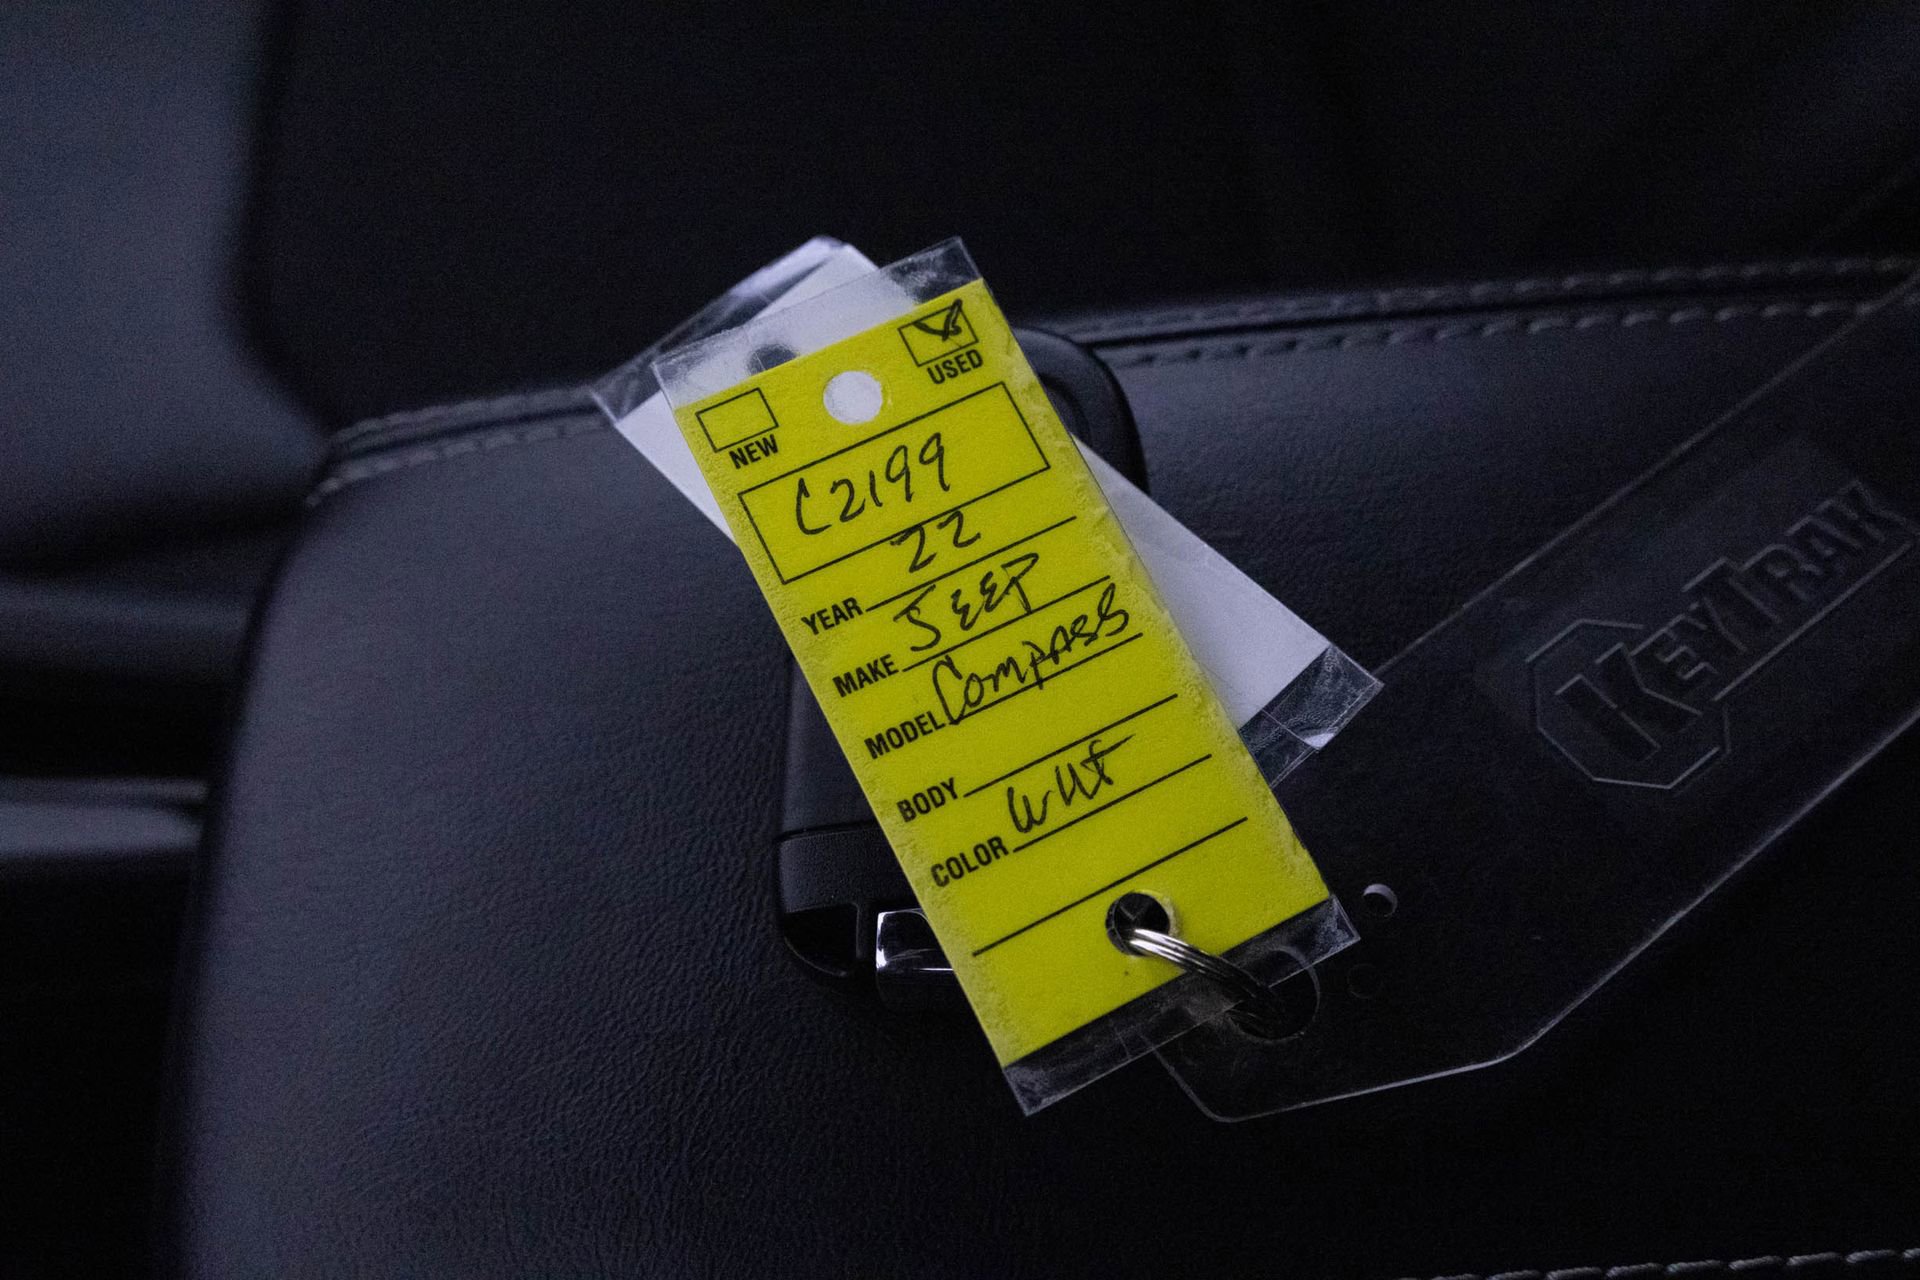 NEW
USED
C2199
YEAR 22
MAKE JEEP
MODEL Compass
BODY
COLOR WHT
KEYTRAK